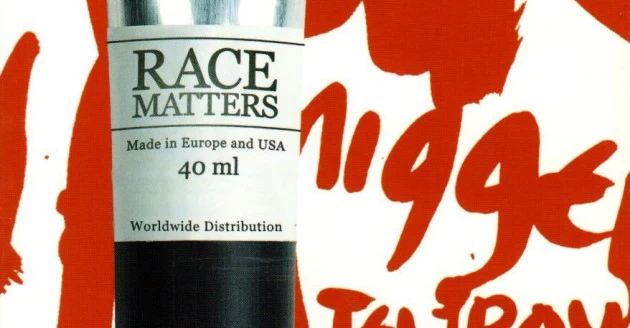 RACE
MATTERS
Made in Europe and USA
40 ml
Worldwide Distribution
nigge